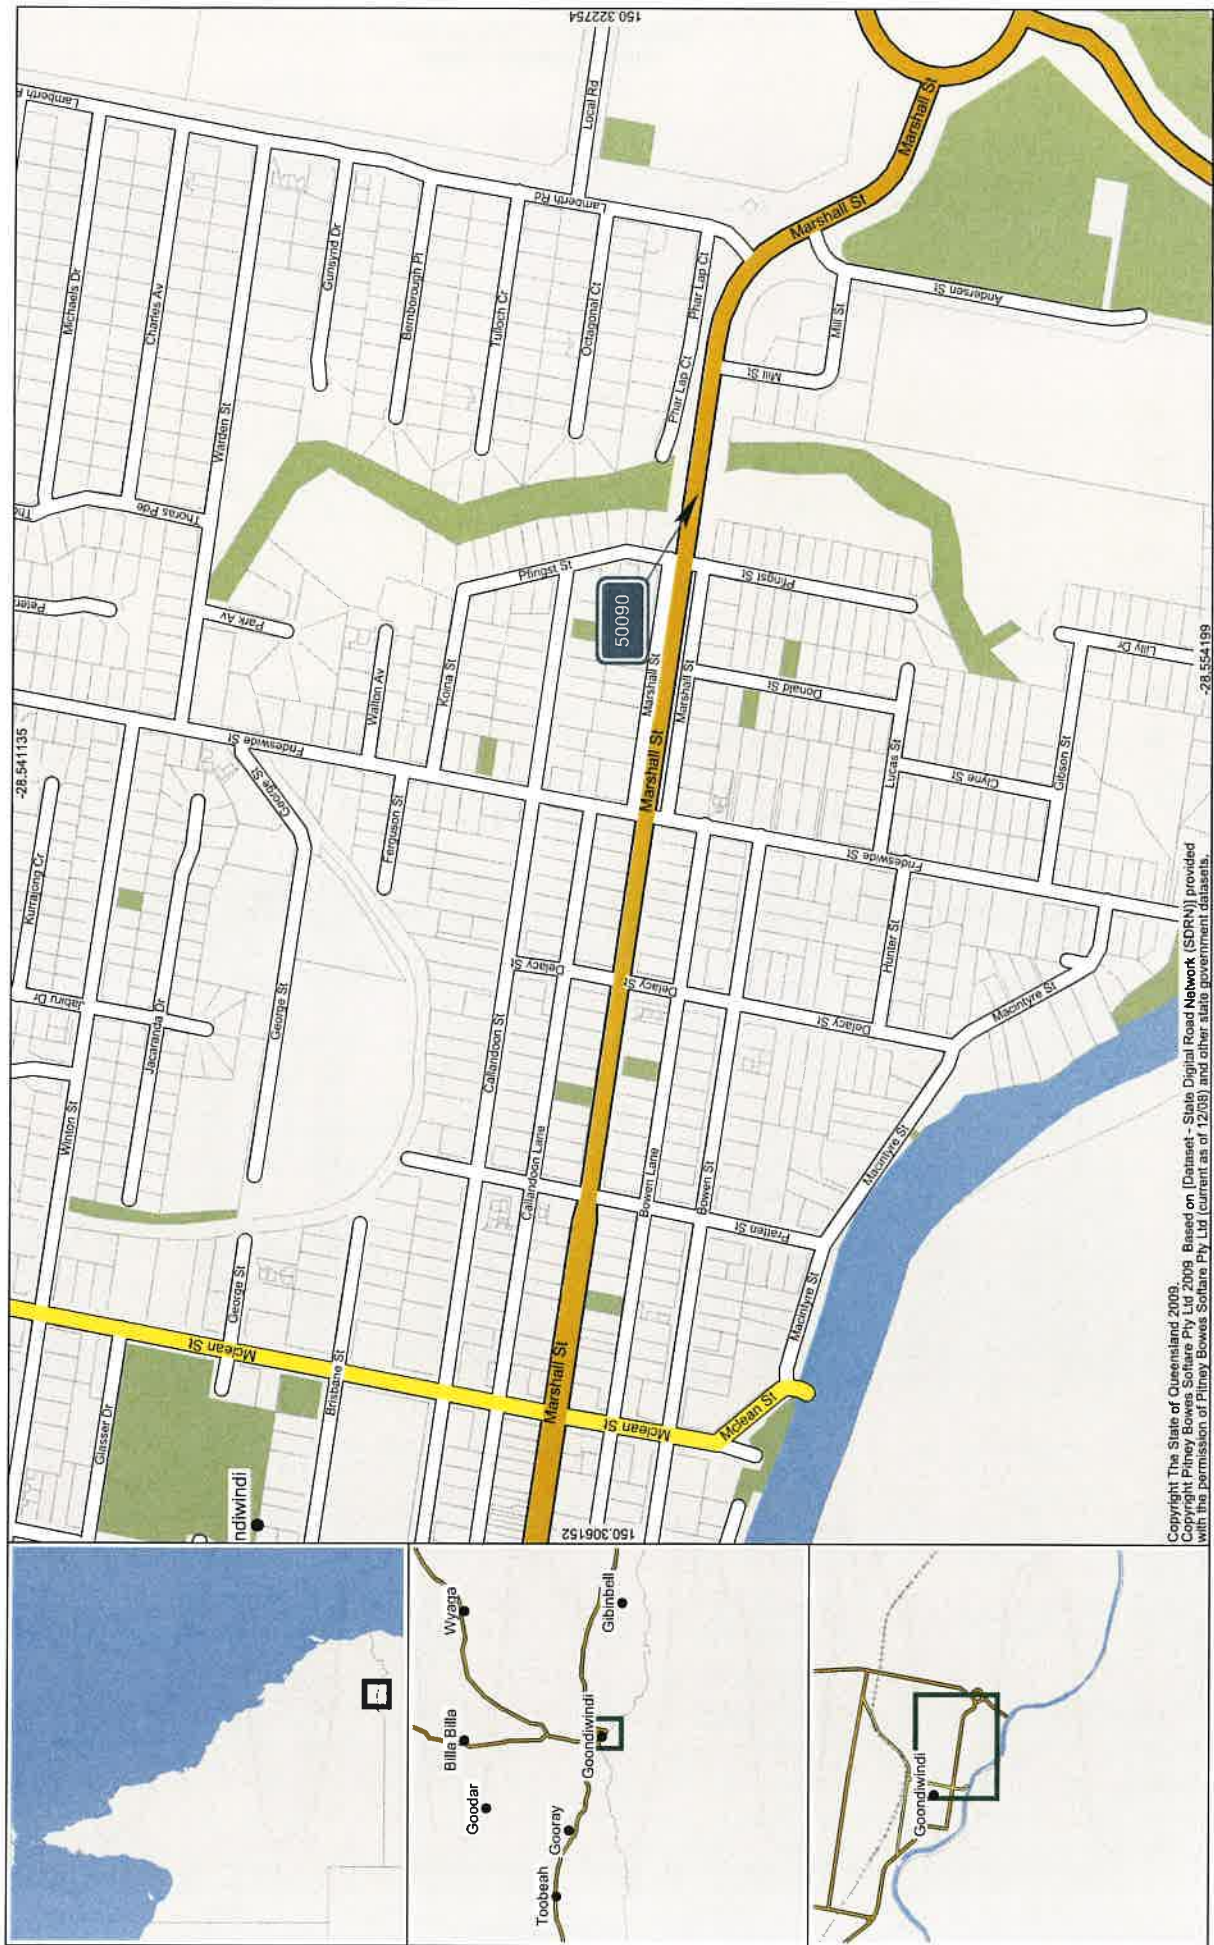 150.322754
-28.541135
-28.554199
150.306152
Lamberth R
Michaels Dr
Charles Av
Warden St
Gunsynd Dr
Bernborough Pl
Tulloch Cr
Octagonal Ct
Lamberth Rd
Local Rd
Phar Lap Ct
Phar Lap Ct
Marshall St
Marshall St
Mill St
Mill St
Andersen St
Tho
Thoras Pde
Peter
Park Av
Walton Av
Koina St
Pfingst St
50090
Pfingst St
Marshall St
Marshall St
Marshall St
Donald St
Lilly Dr
Lucas St
Clyne St
Gibson St
Kurrajong Cr
Frideswide St
George St
Ferguson St
Frideswide St
Hunter St
Jabiru Dr
Jacaranda Dr
George St
Delacy St
Delacy St
Delacy St
Callandoon St
Callandoon Lane
Macintyre St
Macintyre St
Macintyre St
Winton St
Bowen Lane
Bowen St
Pratten St
George St
Mclean St
Brisbane St
Glasser Dr
Marshall St
Mclean St
Mclean St
ndiwindi
Copyright The State of Queensland 2009.
Copyright Pitney Bowes Softare Pty Ltd 2009. Based on [Dataset - State Digital Road Network (SDRN)] provided
with the permission of Pitney Bowes Softare Pty Ltd (current as of 12/08) and other state government datasets.
Wyaga
Billa Billa
Goodar
Gibinbell
Goondiwindi
Gooray
Toobeah
Goondiwindi